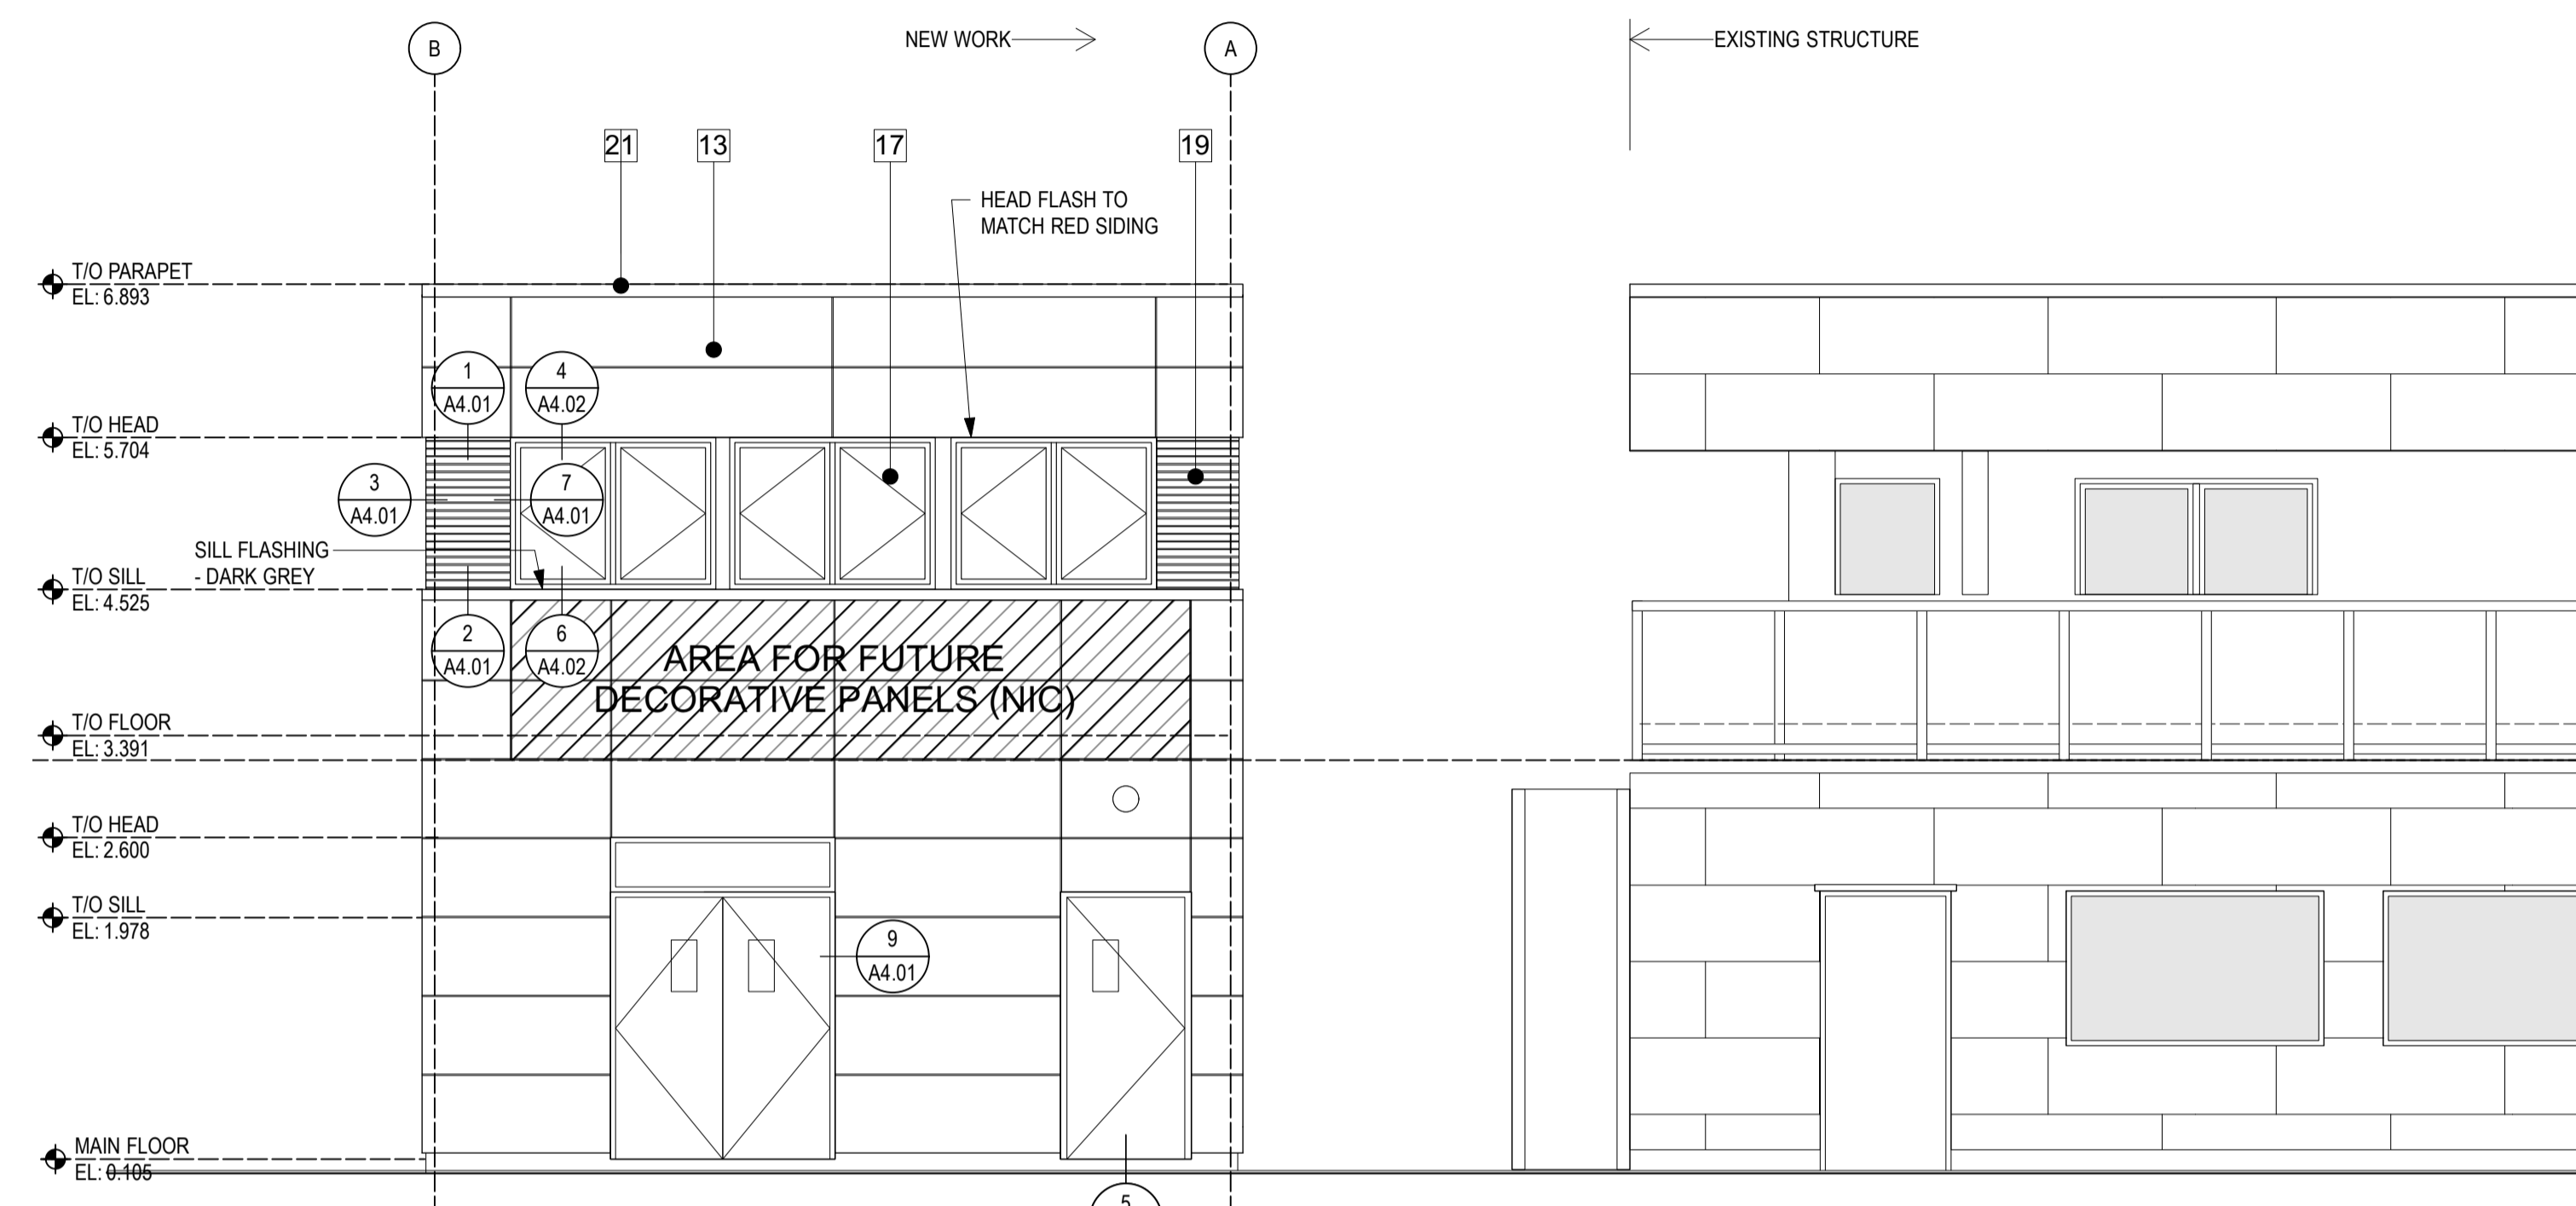 B
NEW WORK
A
EXISTING STRUCTURE
21
13
17
19
HEAD FLASH TO
MATCH RED SIDING
T/O PARAPET
EL: 6.893
1
A4.01
4
A4.02
T/O HEAD
EL: 5.704
3
A4.01
7
A4.01
SILL FLASHING
- DARK GREY
T/O SILL
EL: 4.525
2
A4.01
6
A4.02
AREA FOR FUTURE
DECORATIVE PANELS (NIC)
T/O FLOOR
EL: 3.391
T/O HEAD
EL: 2.600
T/O SILL
EL: 1.978
9
A4.01
MAIN FLOOR
EL: 0.105
5